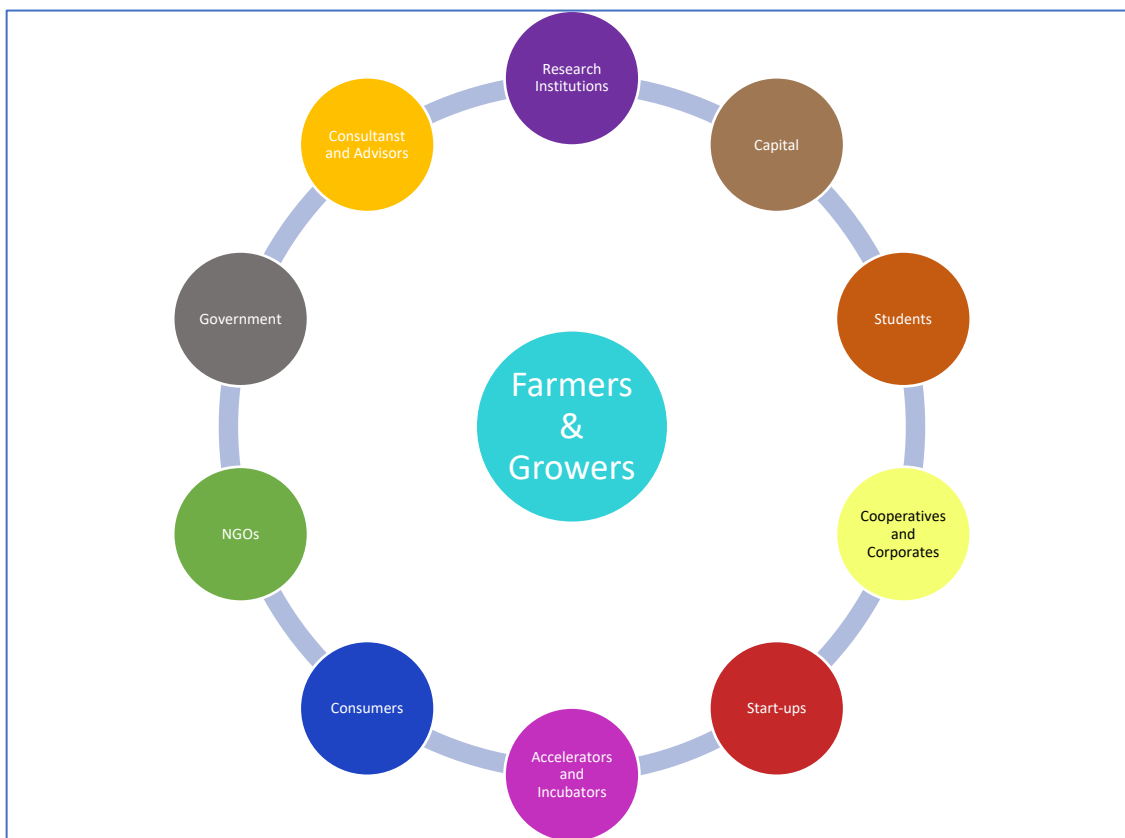 Research
Institutions
Capital
Students
Cooperatives
and
Corporates
Start-ups
Accelerators
and
Incubators
Consumers
NGOs
Government
Consultanst
and Advisors
Farmers
&
Growers